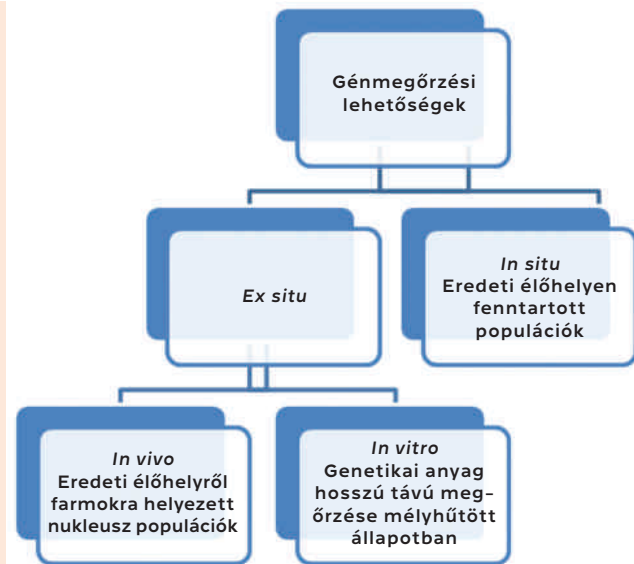 Génmegőrzési
lehetőségek
Ex situ
In situ
Eredeti élőhelyen
fenntartott
populációk
In vivo
Eredeti élőhelyről
farmokra helyezett
nukleusz populációk
In vitro
Genetikai anyag
hosszú távú meg-
őrzése mélyhűtött
állapotban